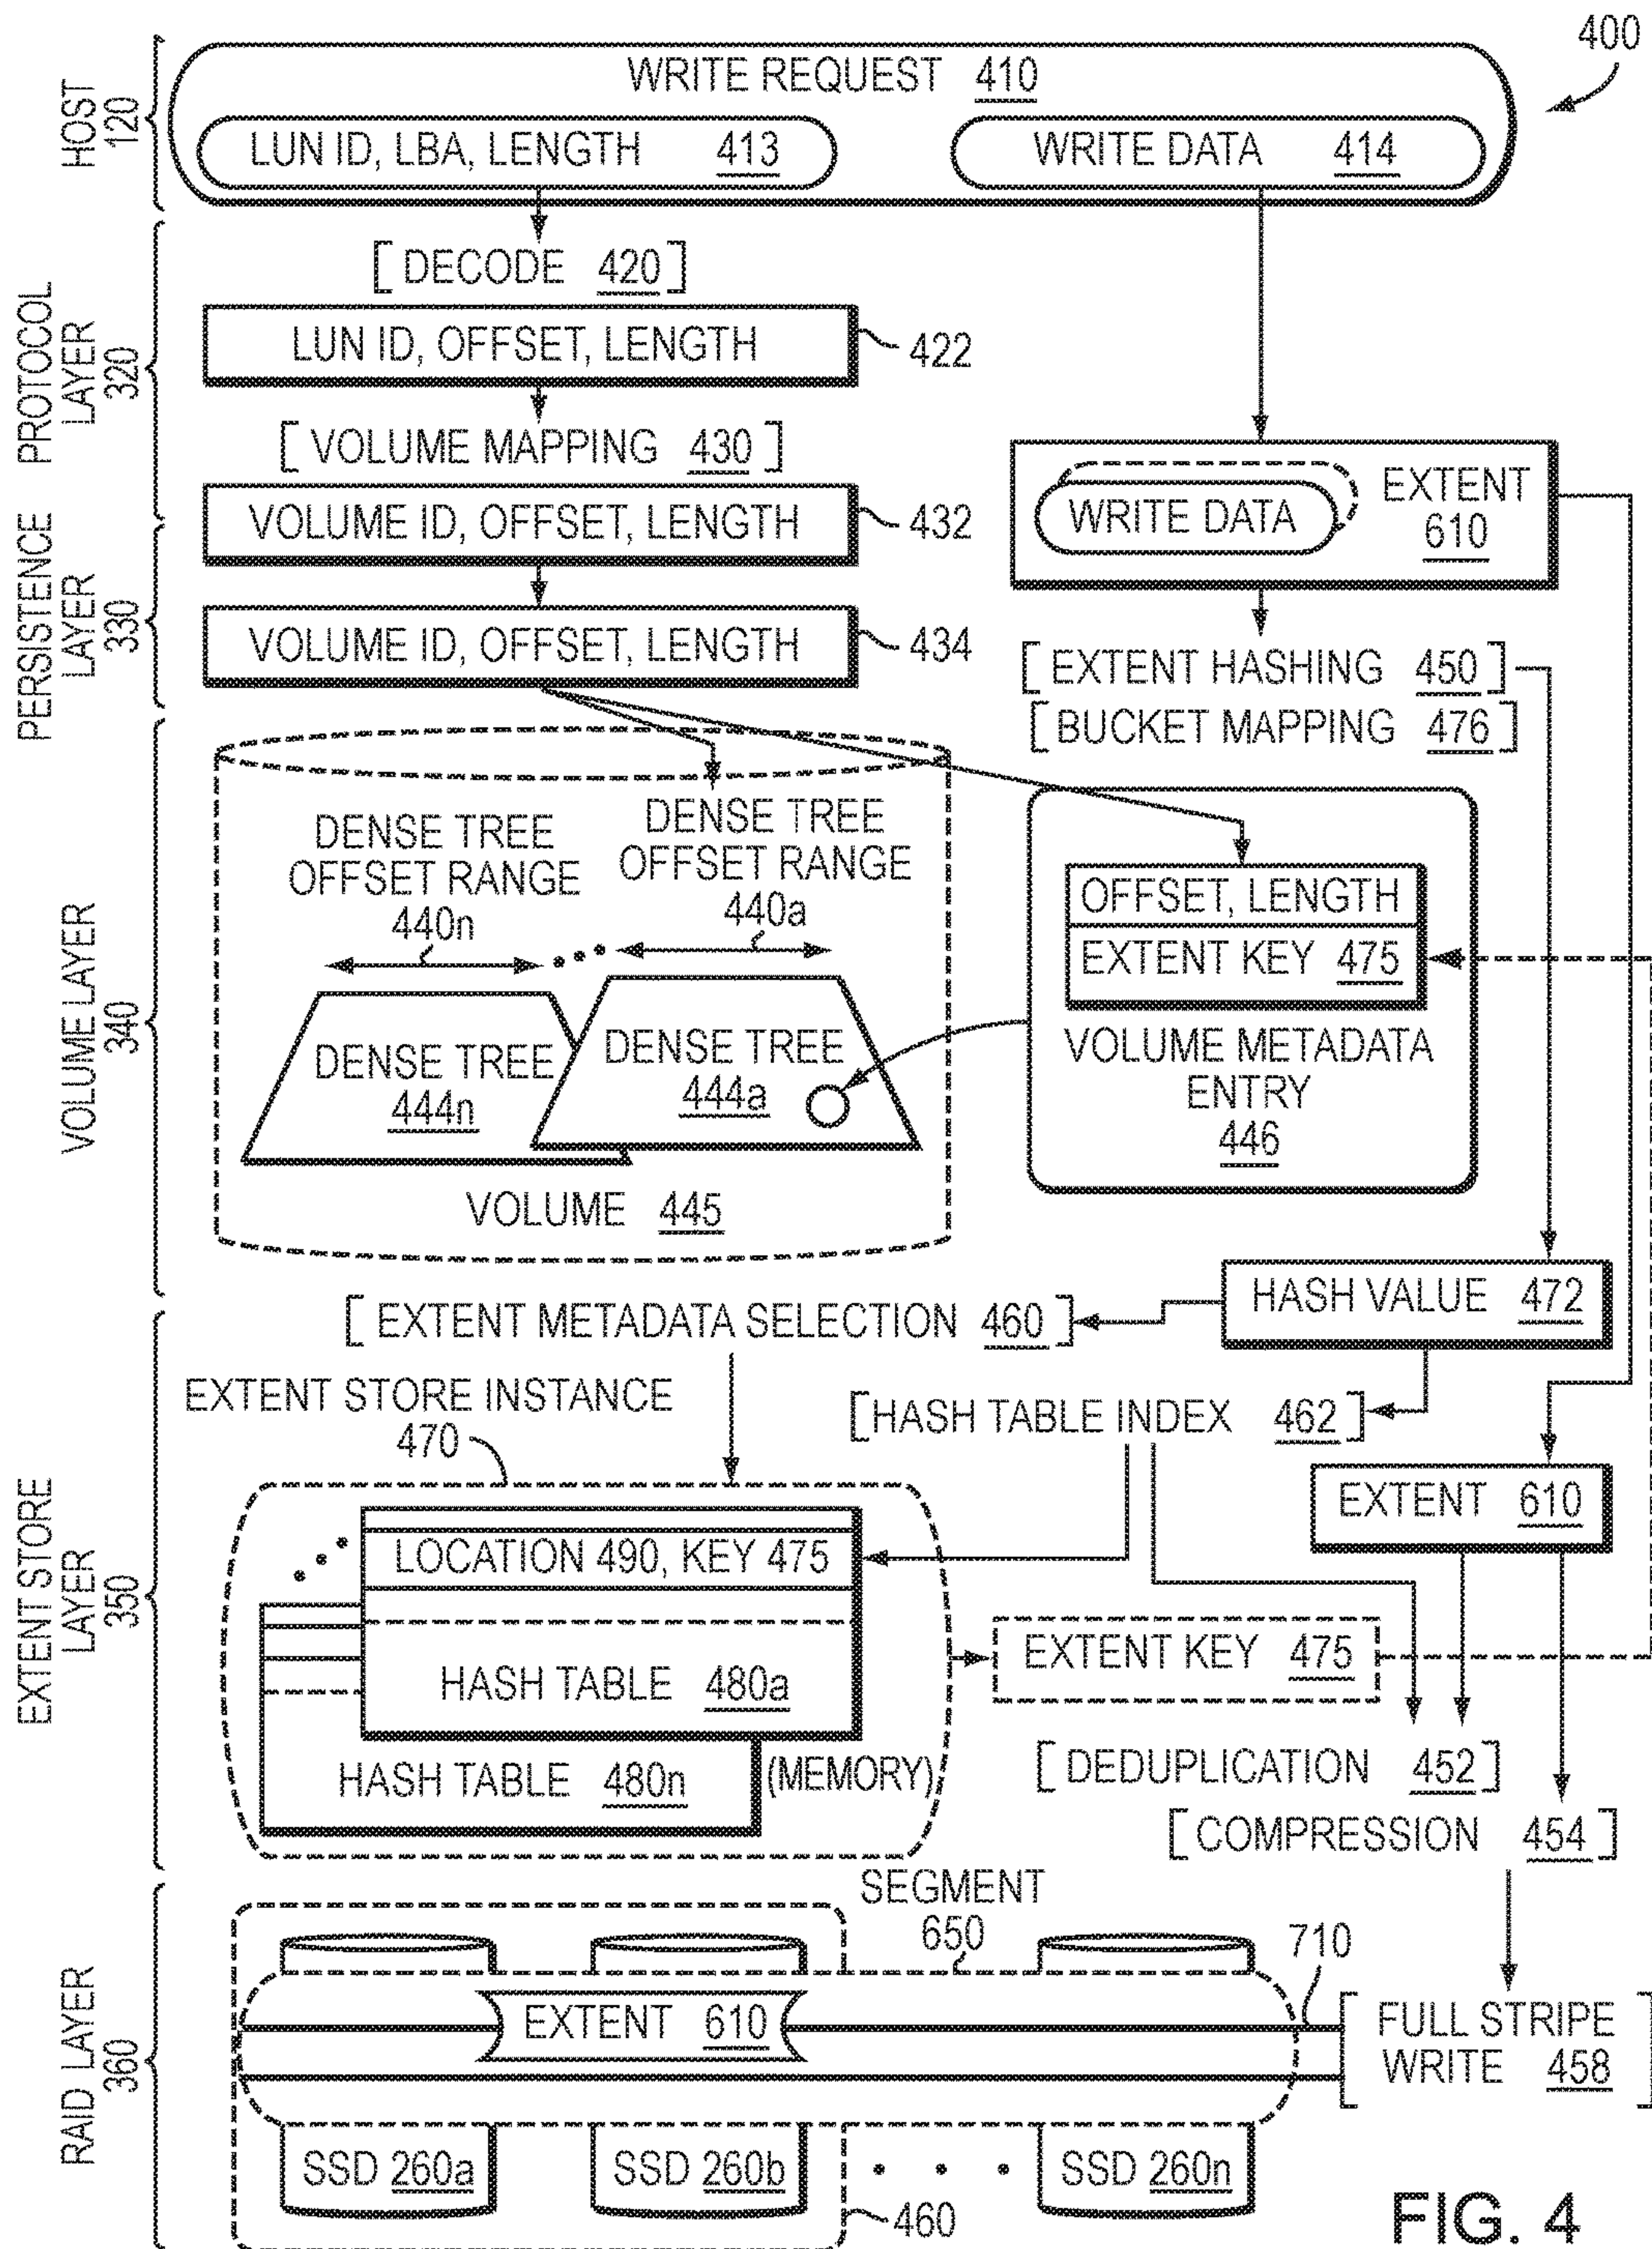 400
HOST
120
WRITE REQUEST 410
LUN ID, LBA, LENGTH 413
WRITE DATA 414
PROTOCOL
LAYER
320
[DECODE 420]
LUN ID, OFFSET, LENGTH
422
[VOLUME MAPPING 430]
VOLUME ID, OFFSET, LENGTH
432
WRITE DATA
EXTENT
610
PERSISTENCE
LAYER
330
VOLUME ID, OFFSET, LENGTH
434
[EXTENT HASHING 450]
[BUCKET MAPPING 476]
VOLUME LAYER
340
DENSE TREE
OFFSET RANGE
440n
DENSE TREE
OFFSET RANGE
440a
DENSE TREE
444n
DENSE TREE
444a
VOLUME 445
OFFSET, LENGTH
EXTENT KEY 475
VOLUME METADATA
ENTRY
446
HASH VALUE 472
EXTENT STORE
LAYER
350
[EXTENT METADATA SELECTION 460]
EXTENT STORE INSTANCE
470
[HASH TABLE INDEX 462]
EXTENT 610
LOCATION 490, KEY 475
HASH TABLE 480a
HASH TABLE 480n
(MEMORY)
EXTENT KEY 475
[DEDUPLICATION 452]
[COMPRESSION 454]
RAID LAYER
360
SEGMENT
650
710
EXTENT 610
[FULL STRIPE
WRITE 458]
SSD 260a
SSD 260b
. . .
SSD 260n
460
FIG. 4